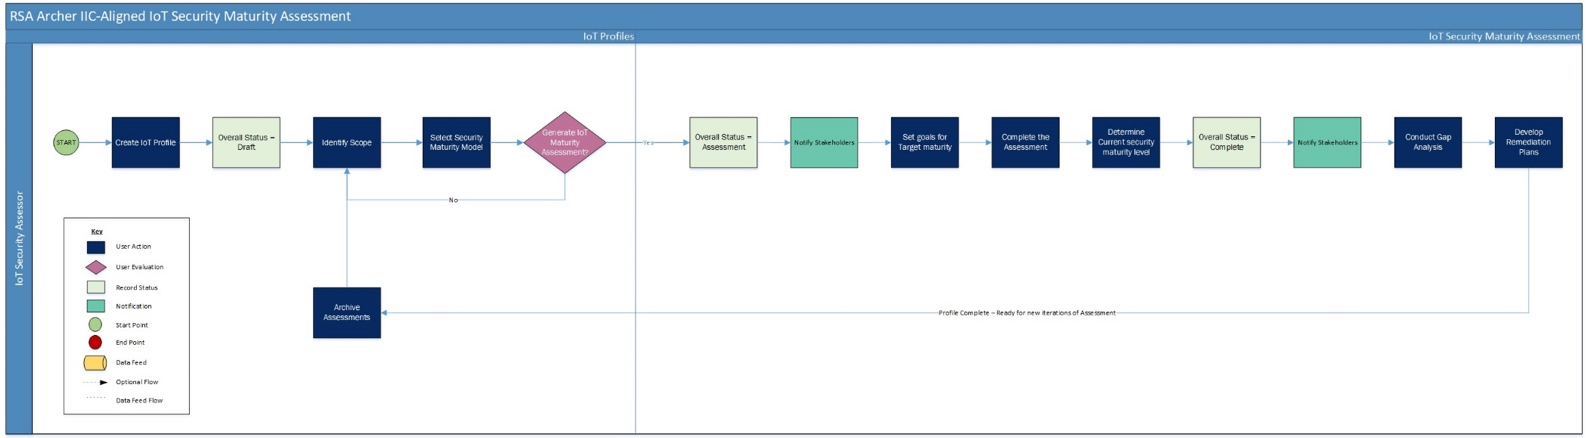 RSA Archer IIC-Aligned IoT Security Maturity Assessment
IoT Profiles
IoT Security Maturity Assessment
IoT Security Assessor
START
Create IoT Profile
Overall Status =
Draft
Identify Scope
Select Security
Maturity Model
Generate IoT
Maturity
Assessment?
Yes
No
Overall Status =
Assessment
Notify Stakeholders
Set goals for
Target maturity
Complete the
Assessment
Determine
Current security
maturity level
Overall Status =
Complete
Notify Stakeholders
Conduct Gap
Analysis
Develop
Remediation
Plans
Profile Complete – Ready for new iterations of Assessment
Archive
Assessments
Key
User Action
User Evaluation
Record Status
Notification
Start Point
End Point
Data Feed
Optional Flow
Data Feed Flow